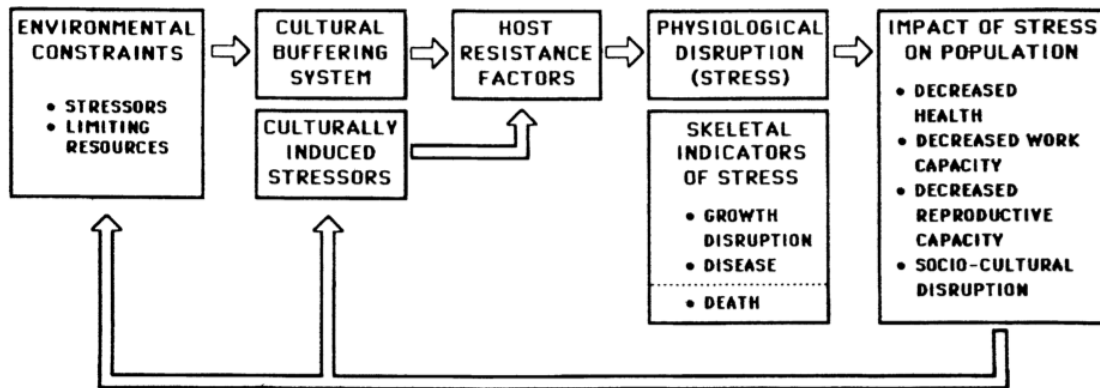 ENVIRONMENTAL
CONSTRAINTS
• STRESSORS
• LIMITING
RESOURCES
CULTURAL
BUFFERING
SYSTEM
CULTURALLY
INDUCED
STRESSORS
HOST
RESISTANCE
FACTORS
PHYSIOLOGICAL
DISRUPTION
(STRESS)
SKELETAL
INDICATORS
OF STRESS
• GROWTH
DISRUPTION
• DISEASE
• DEATH
IMPACT OF STRESS
ON POPULATION
• DECREASED
HEALTH
• DECREASED WORK
CAPACITY
• DECREASED
REPRODUCTIVE
CAPACITY
• SOCIO-CULTURAL
DISRUPTION